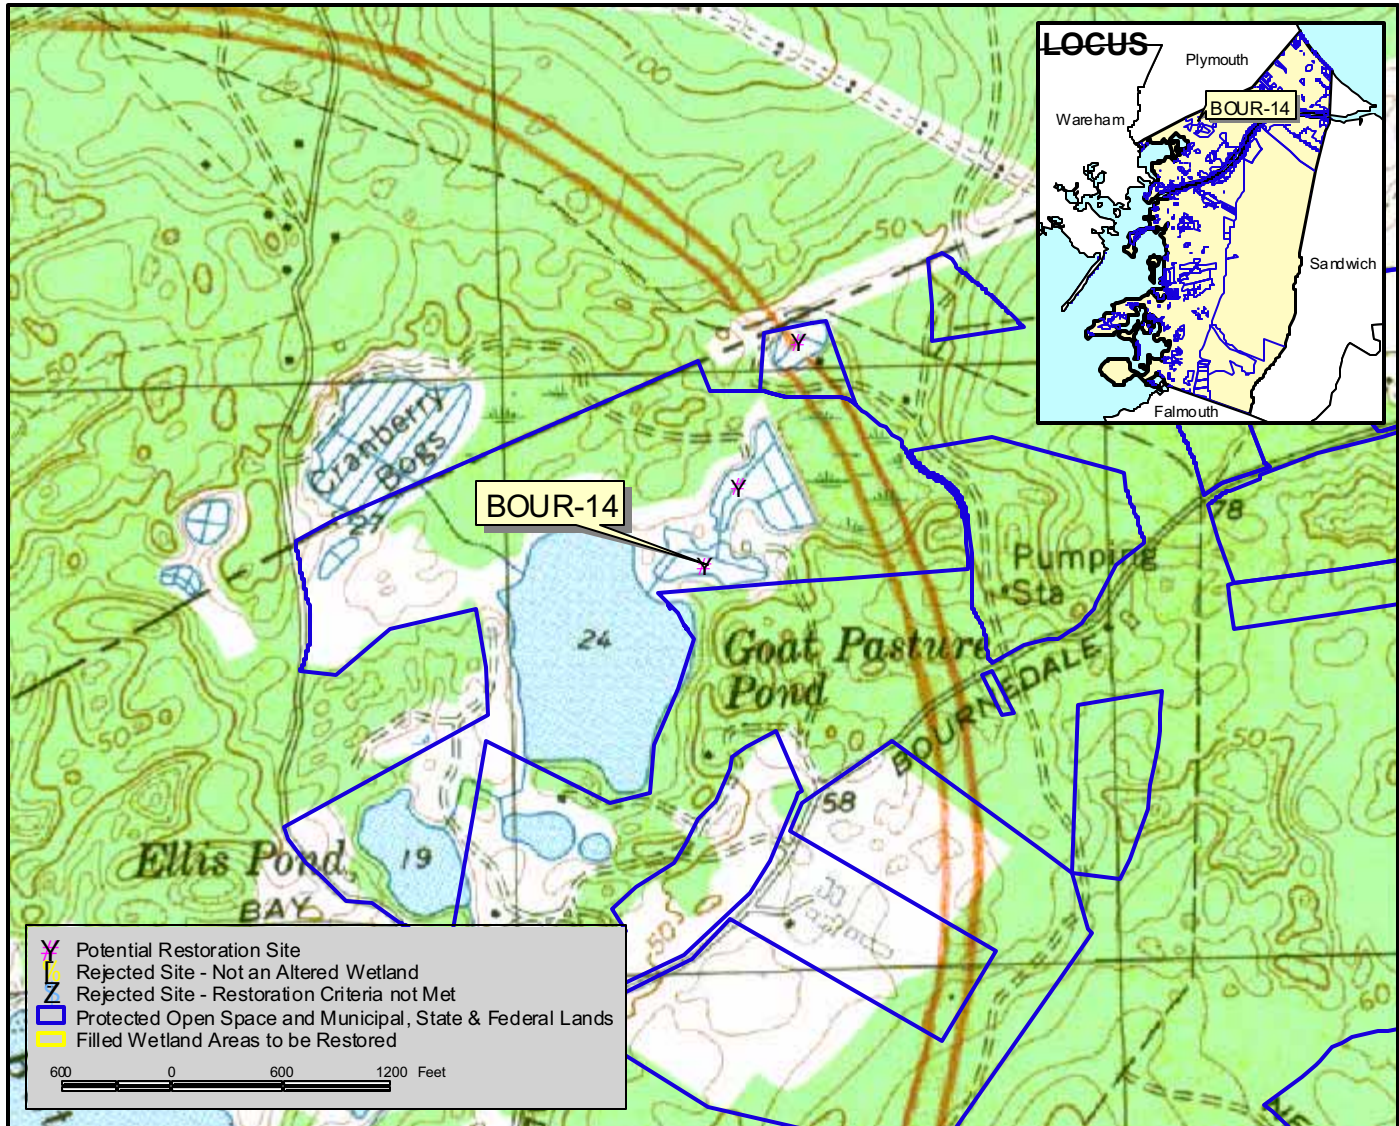 LOCUS
Plymouth
BOUR-14
Wareham
Sandwich
Falmouth
100
50
Cranberry
Bogs
27
BOUR-14
78
Pumping
Sta
24
Goat Pasture
Pond
BOURNEDALE
50
50
58
Ellis Pond
19
BAY
50
60
Y Potential Restoration Site
Rejected Site - Not an Altered Wetland
Z Rejected Site - Restoration Criteria not Met
Protected Open Space and Municipal, State & Federal Lands
Filled Wetland Areas to be Restored
600 0 600 1200 Feet